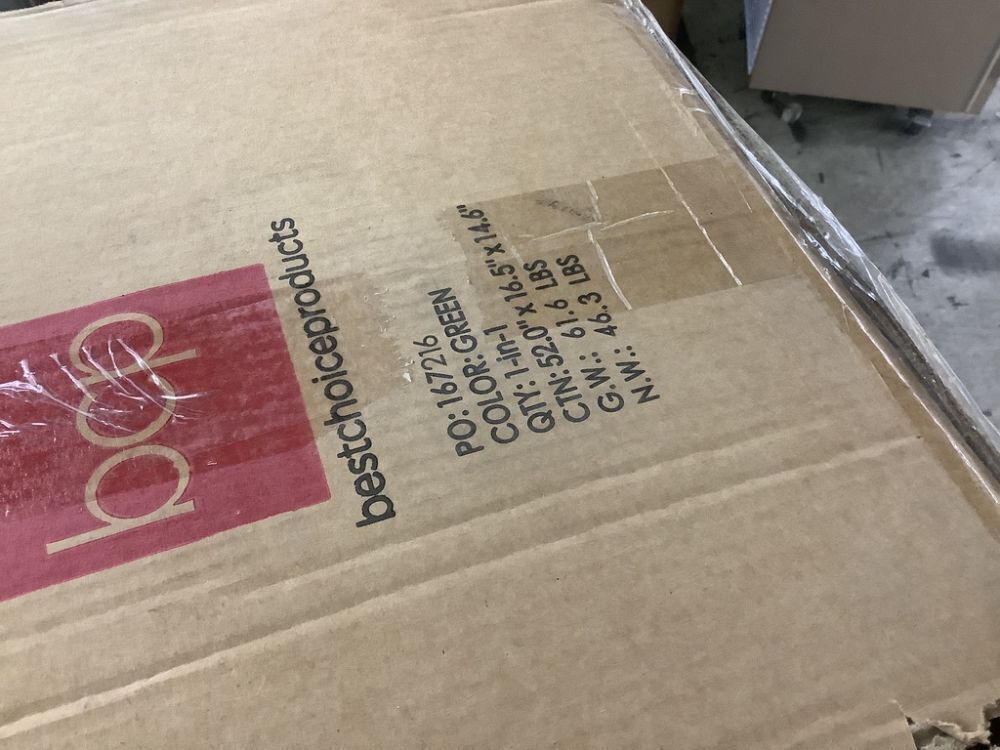 bcp
bestchoiceproducts
PO: 167216
COLOR: GREEN
QTY: 1-in-1
CTN: 52.0" X 16.5" X 14.6"
G.W.: 61.6 LBS
N.W.: 46.3 LBS